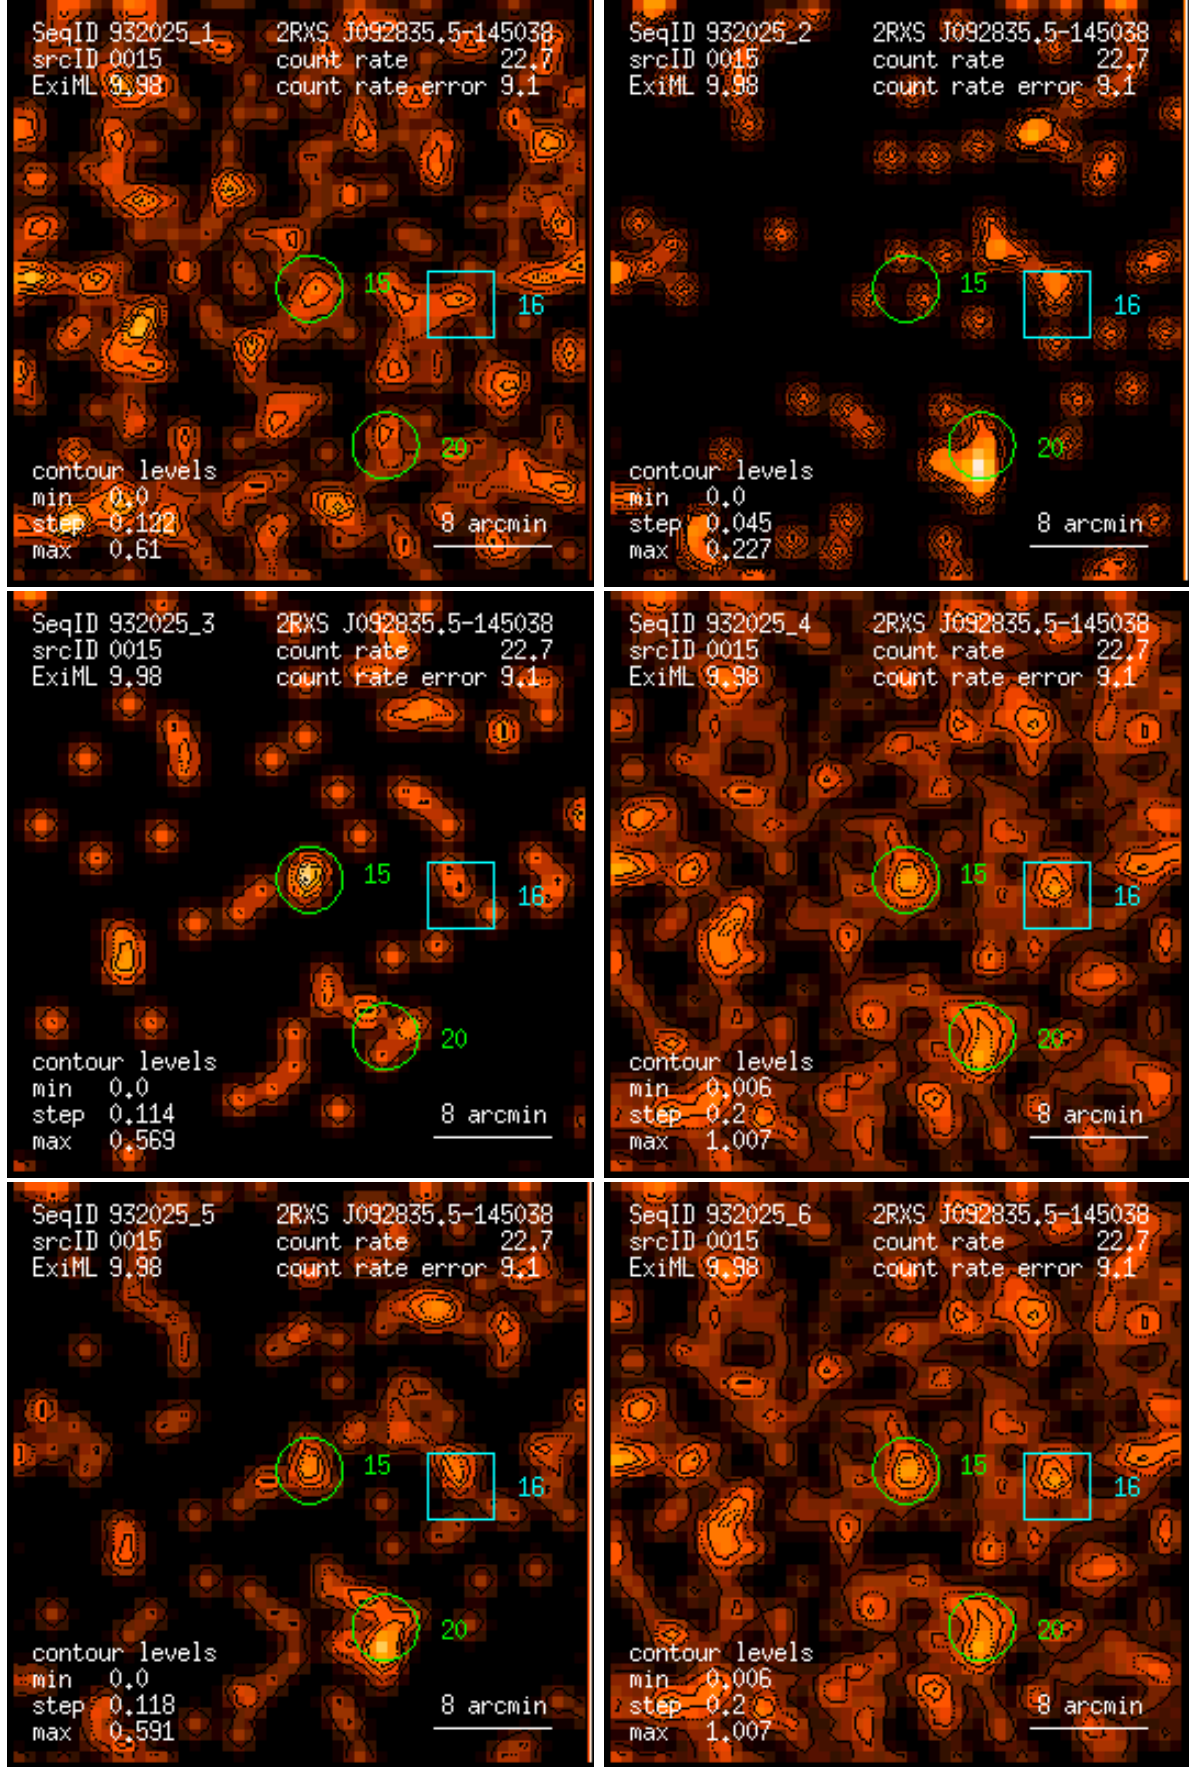 SeqID 932025_1 2RXS J092835.5-145038
srcID 0015 count rate 22.7
ExiML 9.98 count rate error 9.1
15
16
20
contour levels
min 0.0
step 0.122
max 0.61
8 arcmin
SeqID 932025_2 2RXS J092835.5-145038
srcID 0015 count rate 22.7
ExiML 9.98 count rate error 9.1
15
16
20
contour levels
min 0.0
step 0.045
max 0.227
8 arcmin
SeqID 932025_3 2RXS J092835.5-145038
srcID 0015 count rate 22.7
ExiML 9.98 count rate error 9.1
15
16
20
contour levels
min 0.0
step 0.114
max 0.569
8 arcmin
SeqID 932025_4 2RXS J092835.5-145038
srcID 0015 count rate 22.7
ExiML 9.98 count rate error 9.1
15
16
20
contour levels
min 0.006
step 0.2
max 1.007
8 arcmin
SeqID 932025_5 2RXS J092835.5-145038
srcID 0015 count rate 22.7
ExiML 9.98 count rate error 9.1
15
16
20
contour levels
min 0.0
step 0.118
max 0.591
8 arcmin
SeqID 932025_6 2RXS J092835.5-145038
srcID 0015 count rate 22.7
ExiML 9.98 count rate error 9.1
15
16
20
contour levels
min 0.006
step 0.2
max 1.007
8 arcmin